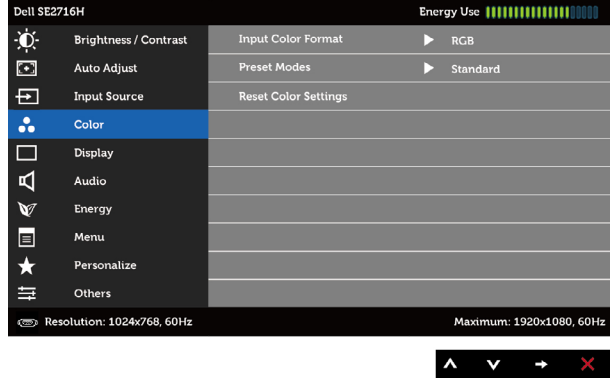 Dell SE2716H Energy Use
Brightness / Contrast Input Color Format RGB
Auto Adjust Preset Modes Standard
Input Source Reset Color Settings
Color
Display
Audio
Energy
Menu
Personalize
Others
Resolution: 1024x768, 60Hz Maximum: 1920x1080, 60Hz